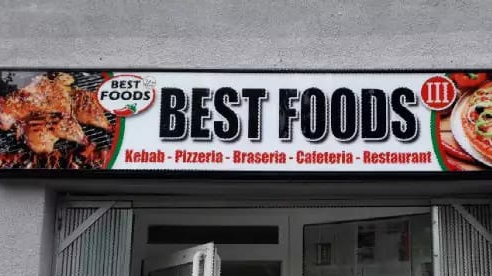 BEST
FOODS
BEST FOODS
III
Kebab - Pizzeria - Braseria - Cafeteria - Restaurant